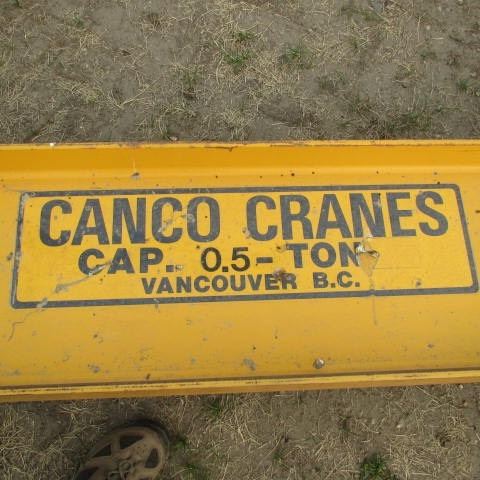 CANCO CRANES
CAP. 0.5-TON
VANCOUVER B.C.